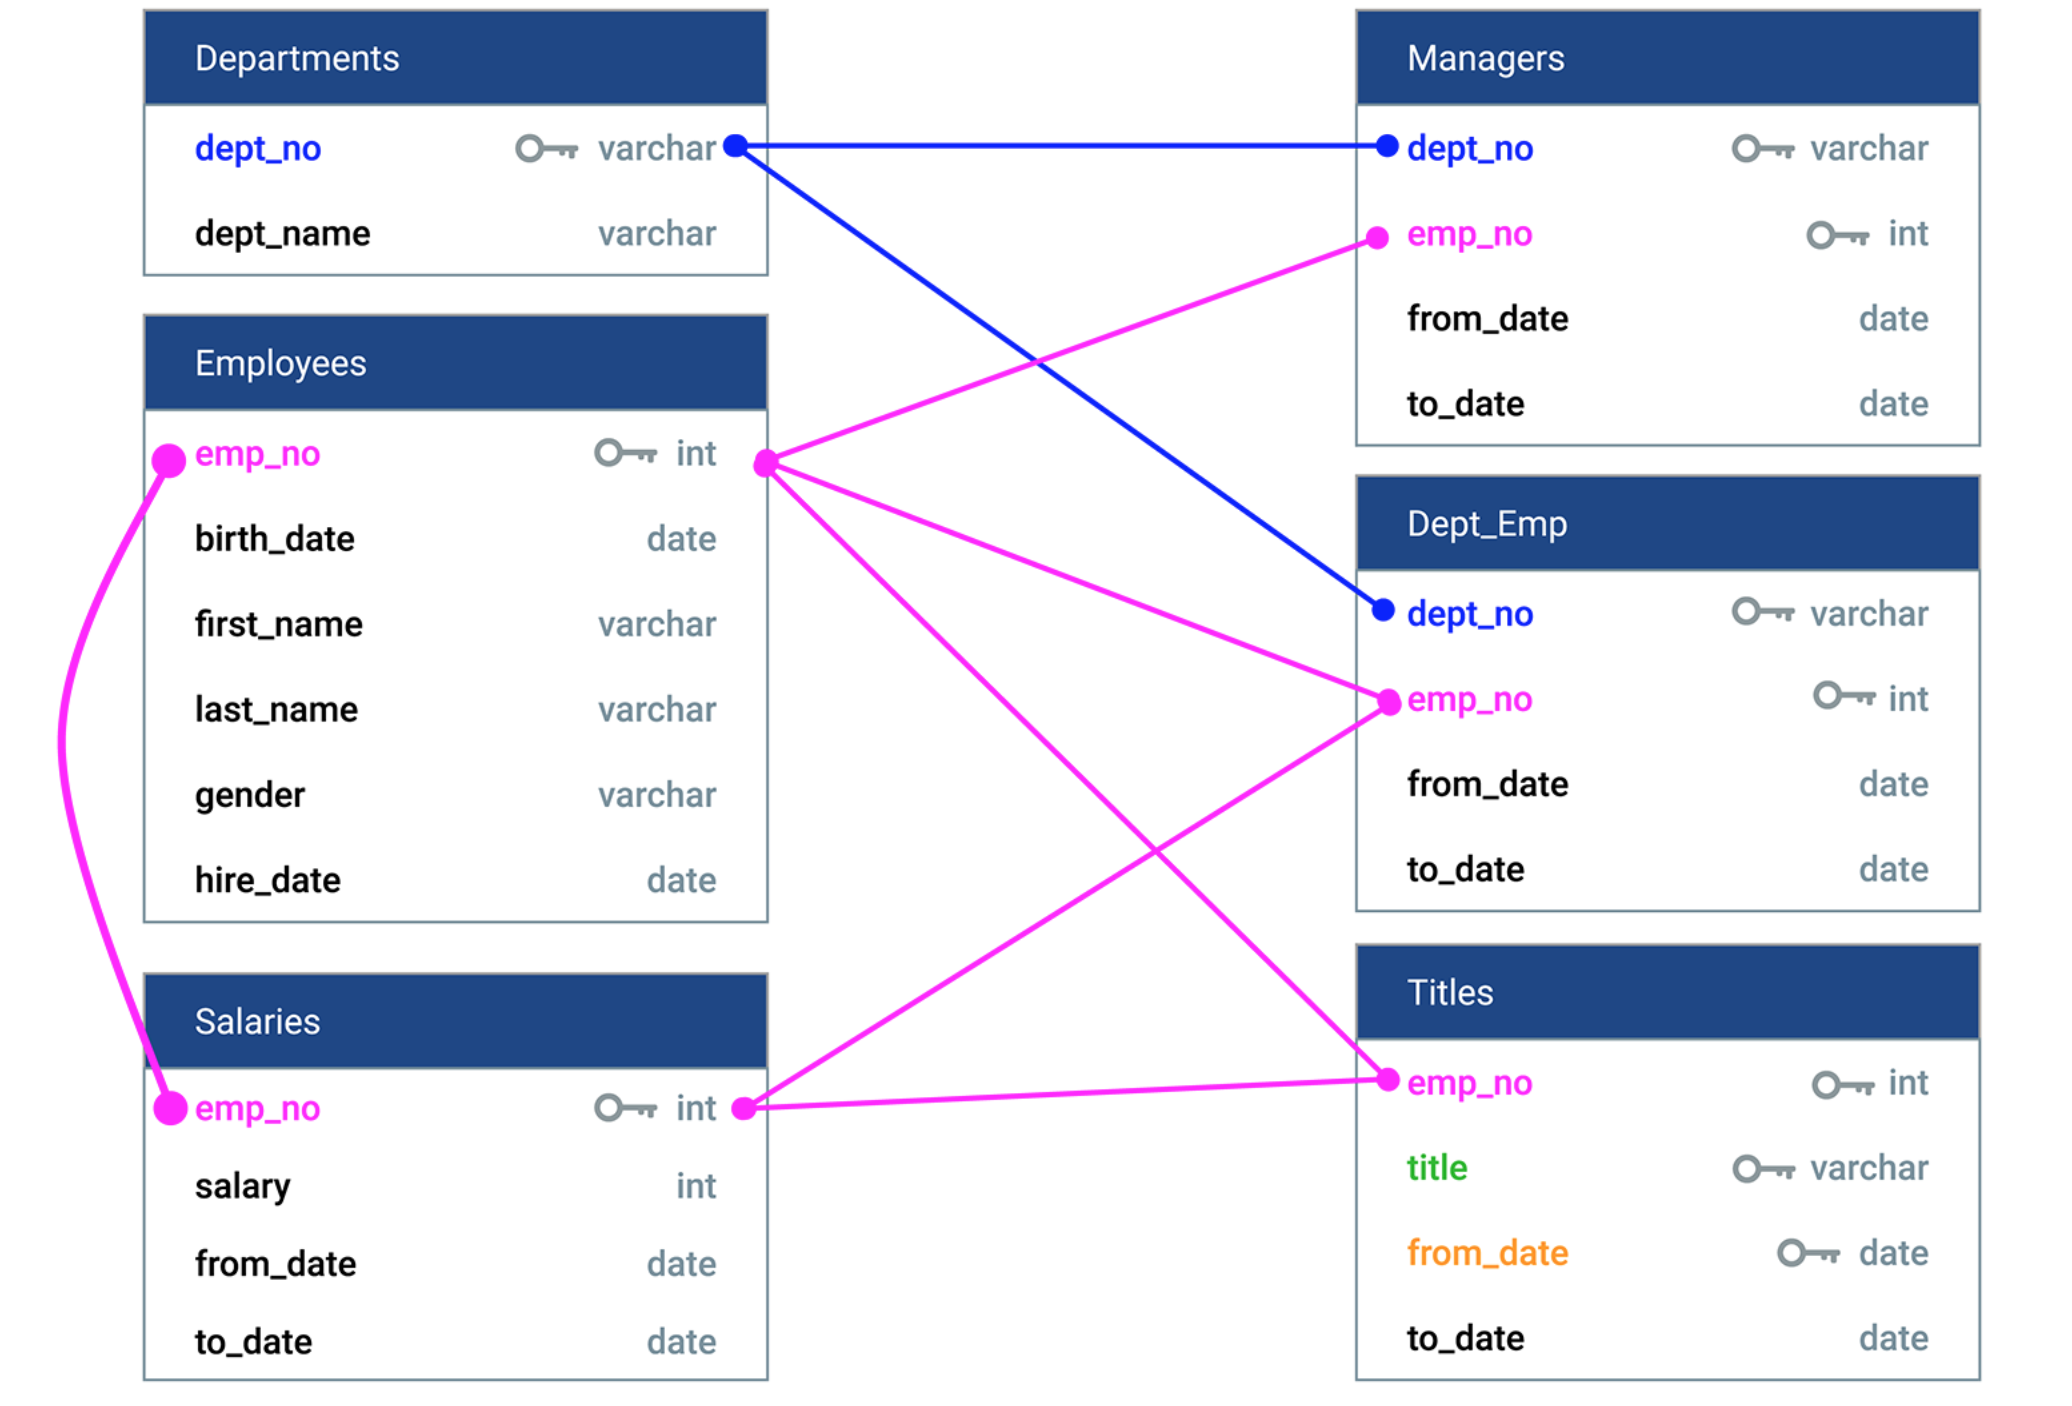 Departments
dept_no varchar
dept_name varchar
Employees
emp_no int
birth_date date
first_name varchar
last_name varchar
gender varchar
hire_date date
Salaries
emp_no int
salary int
from_date date
to_date date
Managers
dept_no varchar
emp_no int
from_date date
to_date date
Dept_Emp
dept_no varchar
emp_no int
from_date date
to_date date
Titles
emp_no int
title varchar
from_date date
to_date date